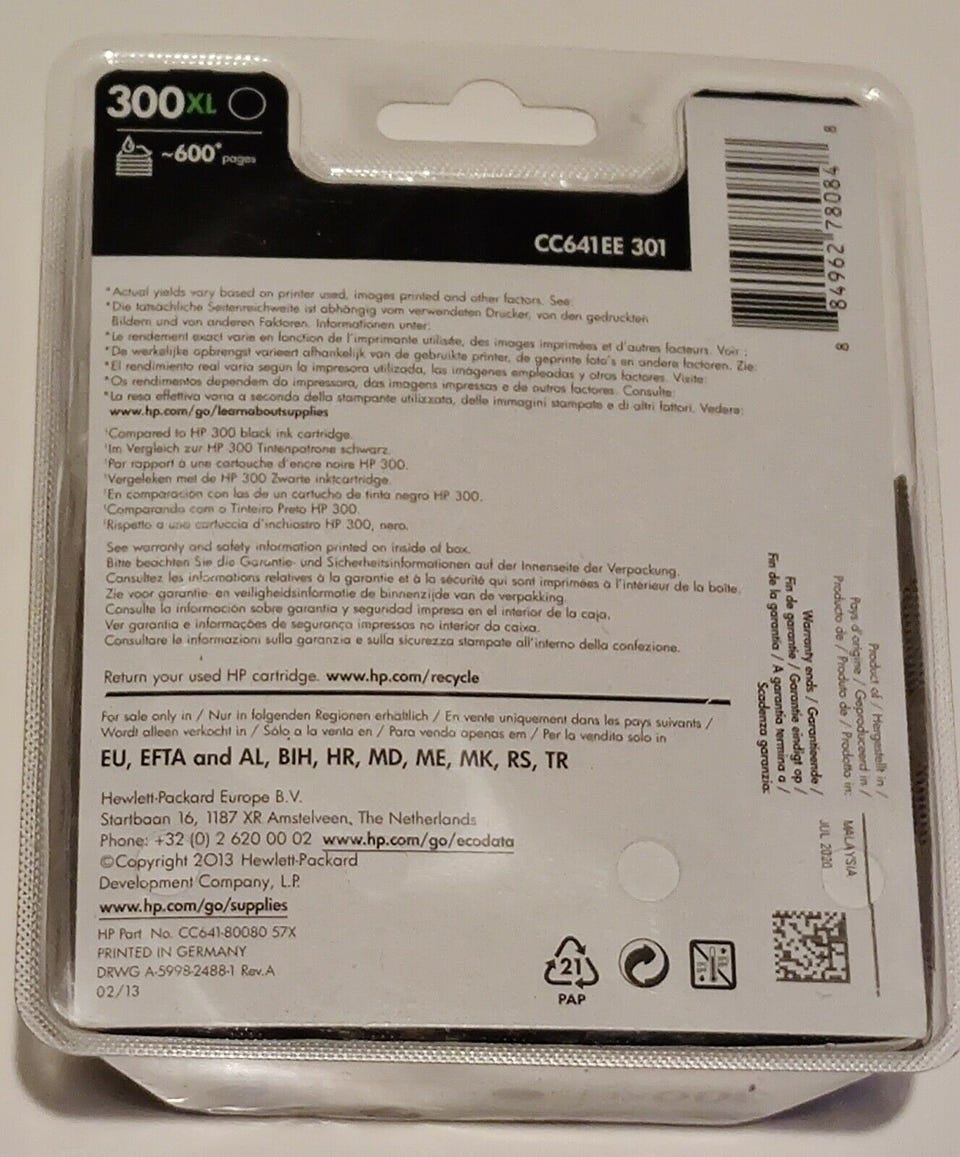 300XL
~600* pages
CC641EE 301
8 84962 78084 8
8
*Actual yields vary based on printer used, images printed and other factors. See:
*Die tatsächliche Seitenreichweite ist abhängig vom verwendeten Drucker, von den gedruckten
Bildern und von anderen Faktoren. Informationen unter:
*Le rendement exact varie en fonction de l'imprimante utilisée, des images imprimées et d'autres facteurs. Voir :
*De werkelijke opbrengst varieert afhankelijk van de gebruikte printer, de geprinte foto's en andere factoren. Zie:
*El rendimiento real varía según la impresora utilizada, las imágenes empleadas y otros factores. Visite:
*Os rendimentos dependem da impressora, das imagens impressas e de outros factores. Consulte:
*La resa effettiva varia a seconda della stampante utilizzata, delle immagini stampate e di altri fattori. Vedere:
www.hp.com/go/learnaboutsupplies
¹Compared to HP 300 black ink cartridge.
¹Im Vergleich zur HP 300 Tintenpatrone schwarz.
¹Par rapport à une cartouche d'encre noire HP 300.
¹Vergeleken met de HP 300 Zwarte inktcartridge.
¹En comparación con las de un cartucho de tinta negro HP 300.
¹Comparando com o Tinteiro Preto HP 300.
¹Rispetto a una cartuccia d'inchiostro HP 300, nero.
See warranty and safety information printed on inside of box.
Bitte beachten Sie die Garantie- und Sicherheitsinformationen auf der Innenseite der Verpackung.
Consultez les informations relatives à la garantie et à la sécurité qui sont imprimées à l'intérieur de la boîte.
Zie voor garantie- en veiligheidsinformatie de binnenzijde van de verpakking.
Consulte la información sobre garantía y seguridad impresa en el interior de la caja.
Ver garantia e informações de segurança impressas no interior da caixa.
Consultare le informazioni sulla garanzia e sulla sicurezza stampate all'interno della confezione.
Return your used HP cartridge. www.hp.com/recycle
For sale only in / Nur in folgenden Regionen erhältlich / En vente uniquement dans les pays suivants /
Wordt alleen verkocht in / Sólo a la venta en / Para venda apenas em / Per la vendita solo in
EU, EFTA and AL, BIH, HR, MD, ME, MK, RS, TR
Hewlett-Packard Europe B.V.
Startbaan 16, 1187 XR Amstelveen, The Netherlands
Phone: +32 (0) 2 620 00 02 www.hp.com/go/ecodata
©Copyright 2013 Hewlett-Packard
Development Company, L.P.
www.hp.com/go/supplies
HP Part No. CC641-80080 57X
PRINTED IN GERMANY
DRWG A-5998-2488-1 Rev.A
02/13
21
PAP
Product of / Hergestellt in /
Pays d'origine / Geproduceerd in /
Producto de / Produto de / Prodotto in:
MALAYSIA
Warranty ends / Garantieende /
Fin de garantie / Garantie eindigt op /
Fin de la garantía / A garantia termina a /
Scadenza garanzia:
JUL 2020